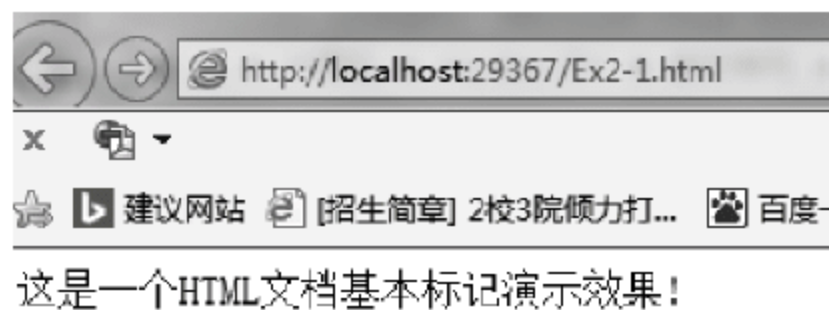 http://localhost:29367/Ex2-1.html
x
建议网站 [招生简章] 2校3院倾力打... 百度-
这是一个HTML文档基本标记演示效果!